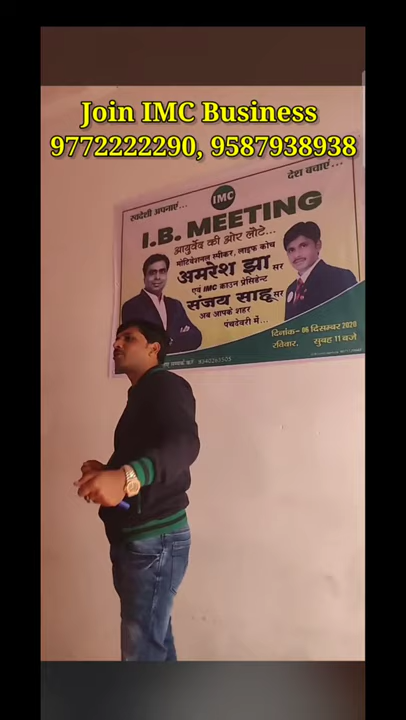 Join IMC Business
9772222290, 9587938938
स्वदेशी अपनाएं...
IMC
देश बचाएं...
I.B. MEETING
आयुर्वेद की ओर लौटे...
मोटिवेशनल स्पीकर, लाइफ कोच
अमरेश झा सर
एवं IMC क्राउन प्रेसिडेन्ट
संजय साहू सर
अब आपके शहर
पंचदेवरी में...
दिनांक - 06 दिसम्बर 2020
रविवार, सुबह 11 बजे